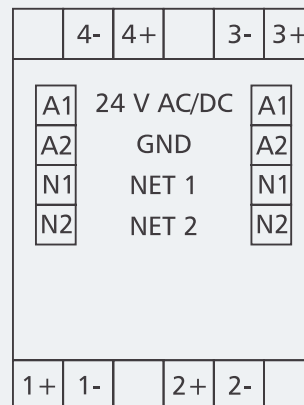 4- 4+ 3- 3+
A1 24 V AC/DC A1
A2 GND A2
N1 NET 1 N1
N2 NET 2 N2
1+ 1- 2+ 2-